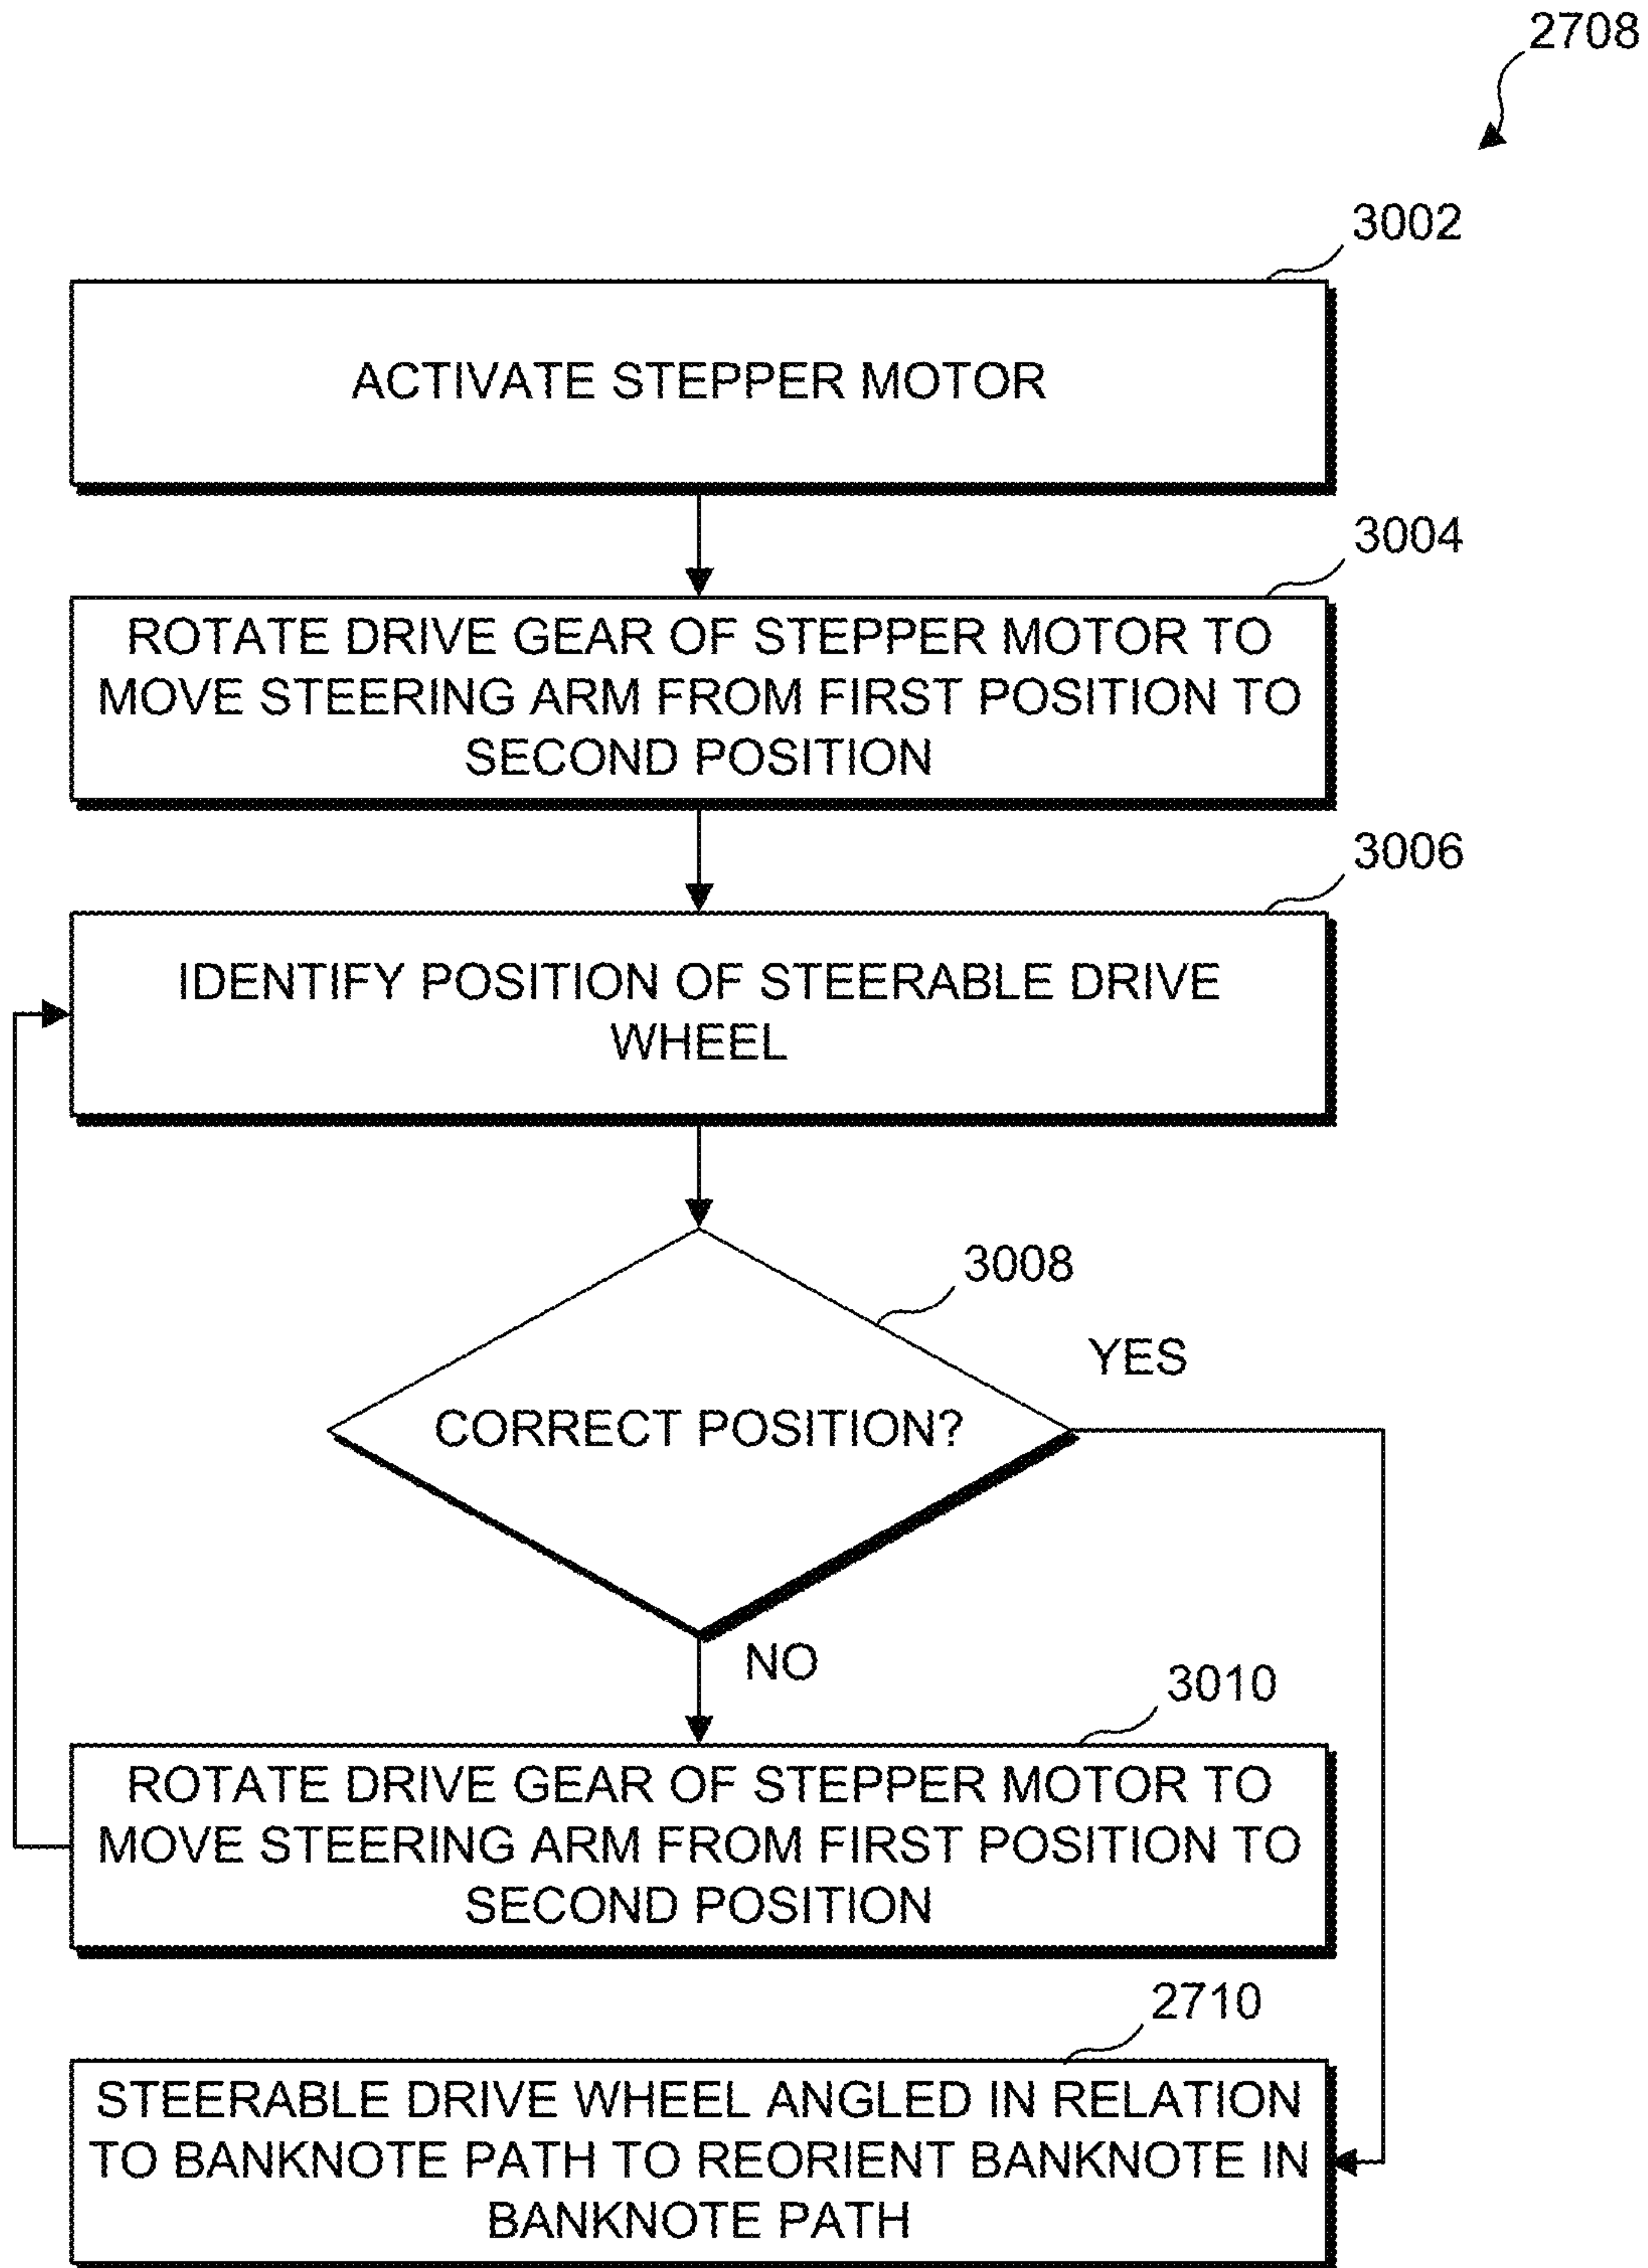 2708
3002
ACTIVATE STEPPER MOTOR
3004
ROTATE DRIVE GEAR OF STEPPER MOTOR TO
MOVE STEERING ARM FROM FIRST POSITION TO
SECOND POSITION
3006
IDENTIFY POSITION OF STEERABLE DRIVE
WHEEL
3008
YES
CORRECT POSITION?
NO
3010
ROTATE DRIVE GEAR OF STEPPER MOTOR TO
MOVE STEERING ARM FROM FIRST POSITION TO
SECOND POSITION
2710
STEERABLE DRIVE WHEEL ANGLED IN RELATION
TO BANKNOTE PATH TO REORIENT BANKNOTE IN
BANKNOTE PATH